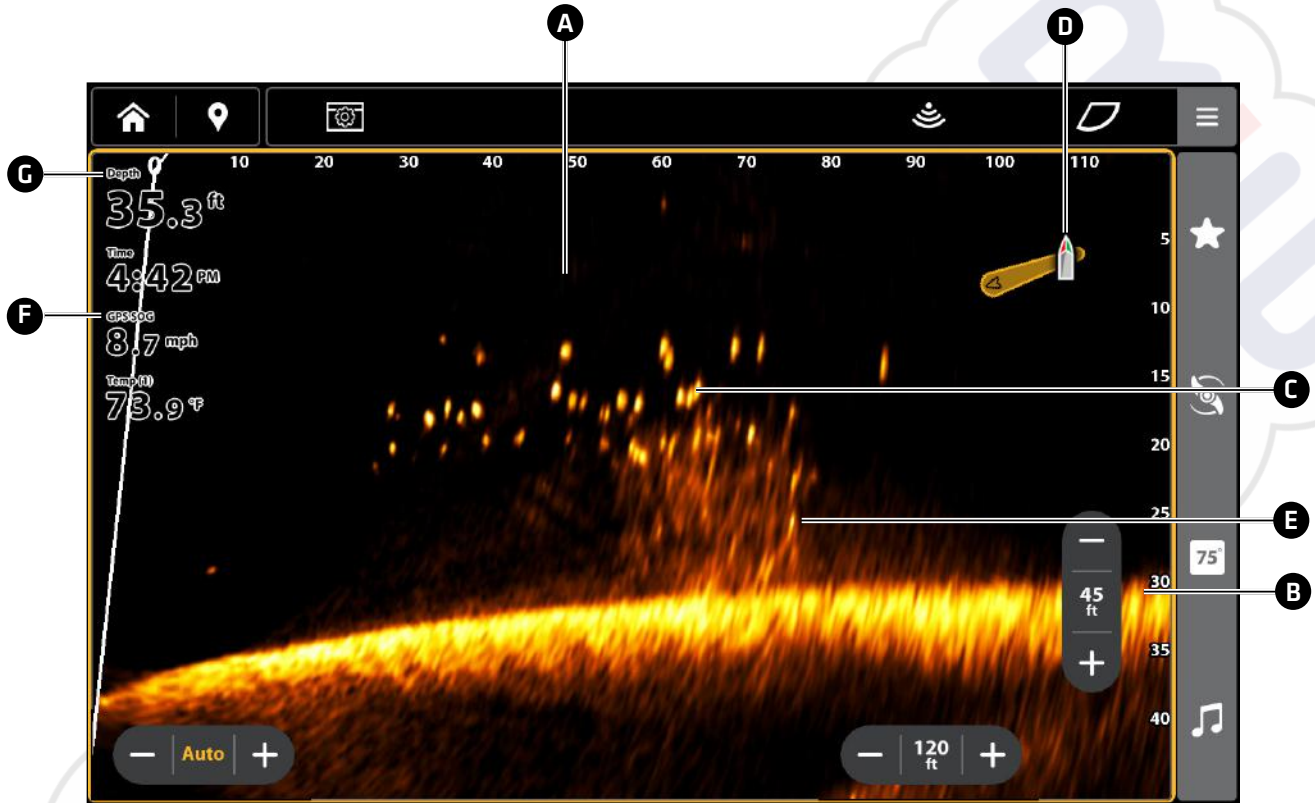 A D
0 10 20 30 40 50 60 70 80 90 100 110
G Depth
35.3 ft
Time
4:42 PM
F GPS SOG
8.7 mph
Temp (1)
73.9 °F
5
10
15
C
20
25
E
75°
30
B
45
ft
35
40
Auto
120
ft